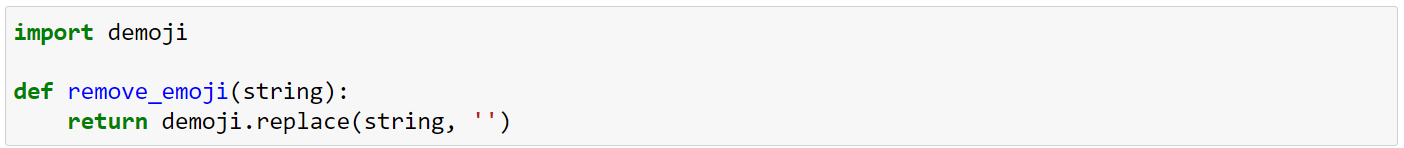 import demoji
def remove_emoji(string):
    return demoji.replace(string, '')